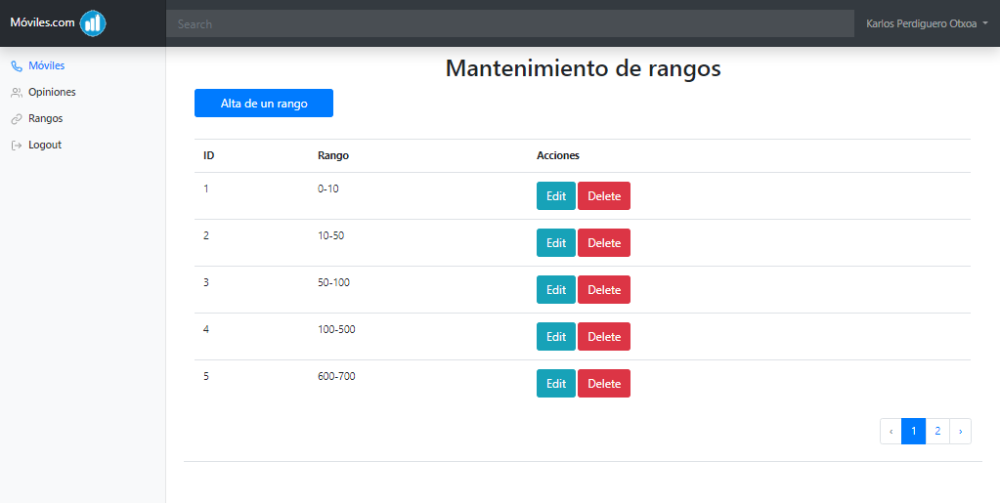 Móviles.com
Search
Karlos Perdiguero Otxoa
Móviles
Opiniones
Rangos
Logout
Mantenimiento de rangos
Alta de un rango
ID Rango Acciones
1 0-10 Edit Delete
2 10-50 Edit Delete
3 50-100 Edit Delete
4 100-500 Edit Delete
5 600-700 Edit Delete
‹ 1 2 ›